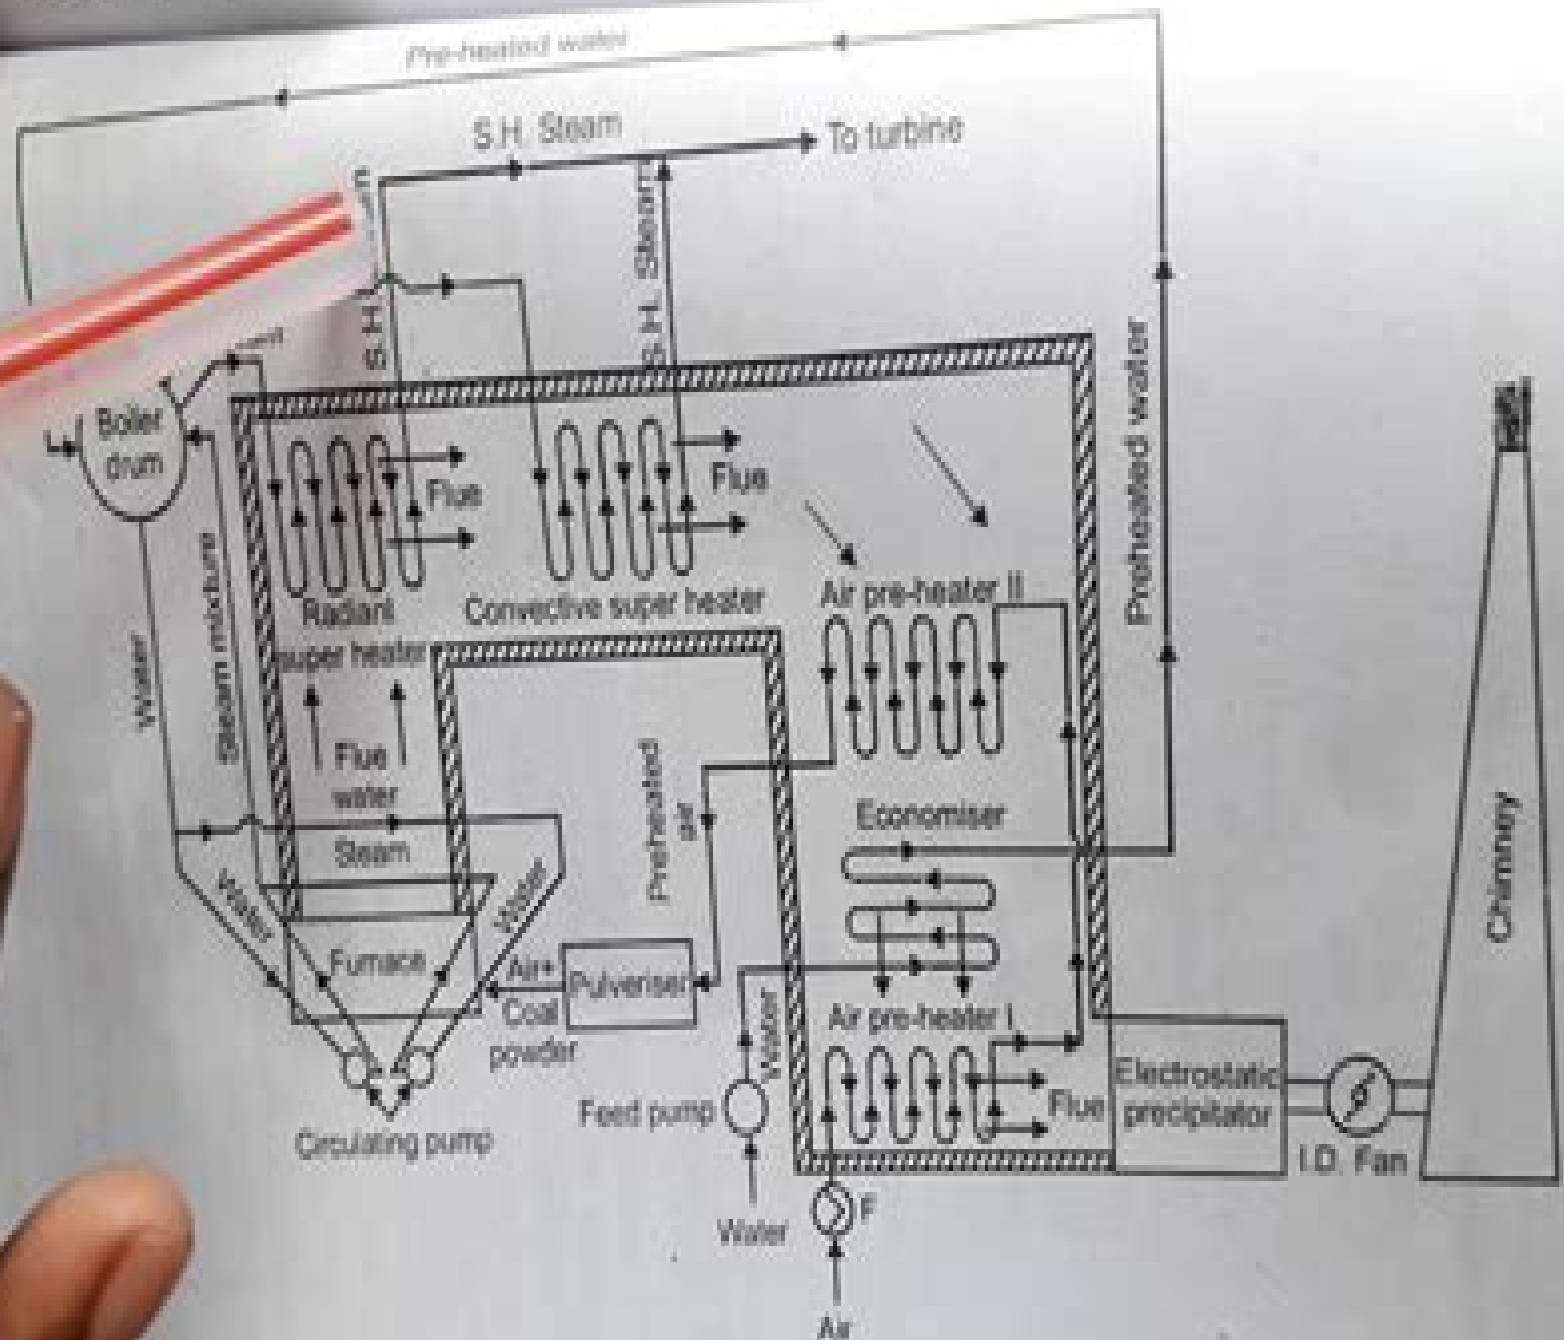 Pre-heated water
S.H. Steam
To turbine
S.H.
S.H. Steam
Preheated water
Boiler
drum
Flue
Flue
Water
Steam mixture
Radiant
super heater
Convective super heater
Air pre-heater II
Flue
water
Steam
Preheated
air
Economiser
Chimney
Water
Water
Furnace
Air+
Coal
powder
Pulveriser
Water
Air pre-heater I
Flue
Electrostatic
precipitator
Feed pump
Circulating pump
I.D. Fan
Water
F
Air